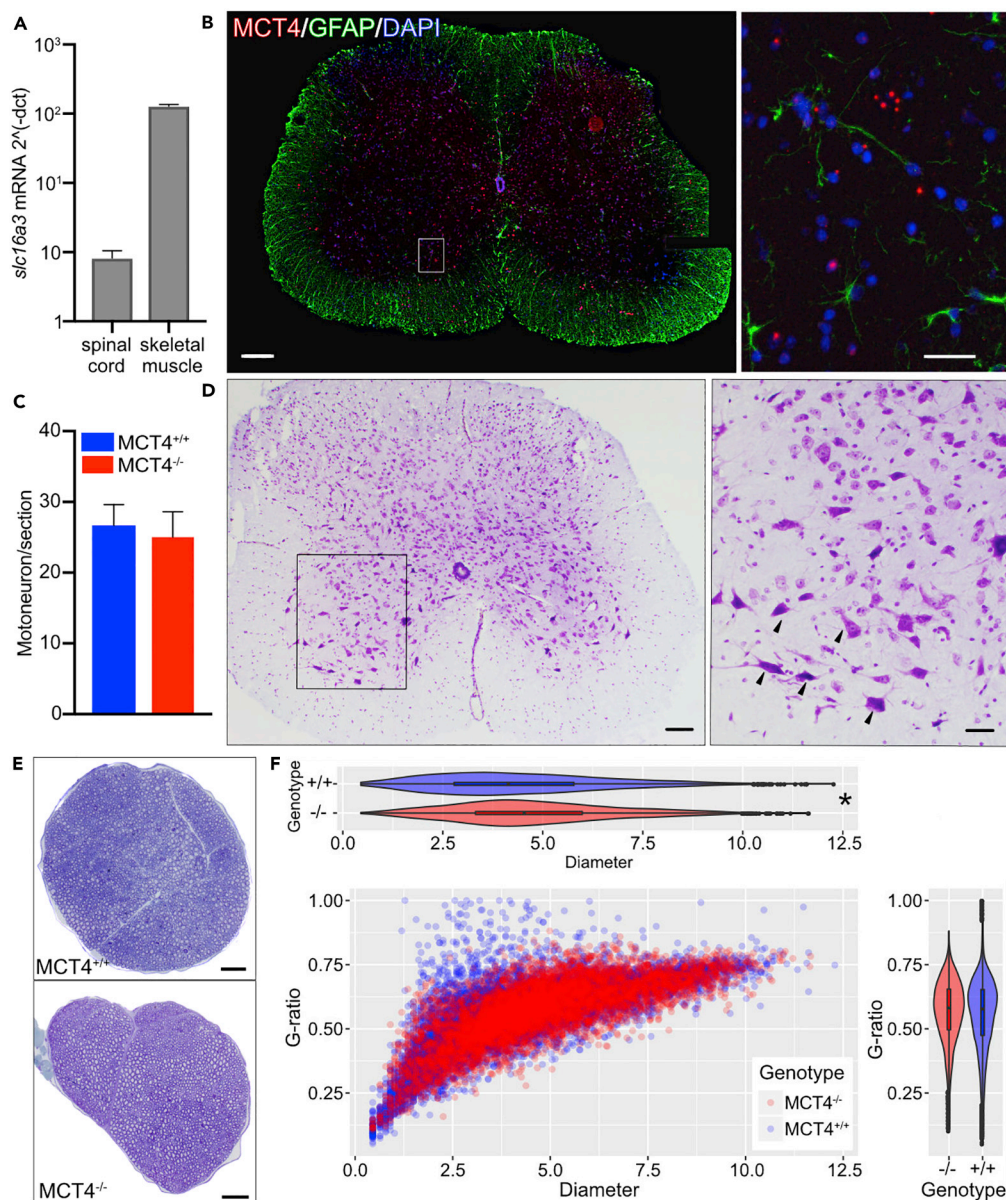 A
10³
10²
10¹
10
1
slc16a3 mRNA 2^(-dct)
spinal cord
skeletal muscle
B
MCT4/GFAP/DAPI
C
40
30
20
10
0
Motoneuron/section
MCT4+/+
MCT4-/-
D
E
MCT4+/+
MCT4-/-
F
Genotype
+/+
-/-
*
0.0 2.5 5.0 7.5 10.0 12.5
Diameter
1.00
0.75
0.50
0.25
G-ratio
0.0 2.5 5.0 7.5 10.0 12.5
Diameter
Genotype
MCT4-/-
MCT4+/+
1.00
0.75
0.50
0.25
G-ratio
-/- +/+
Genotype